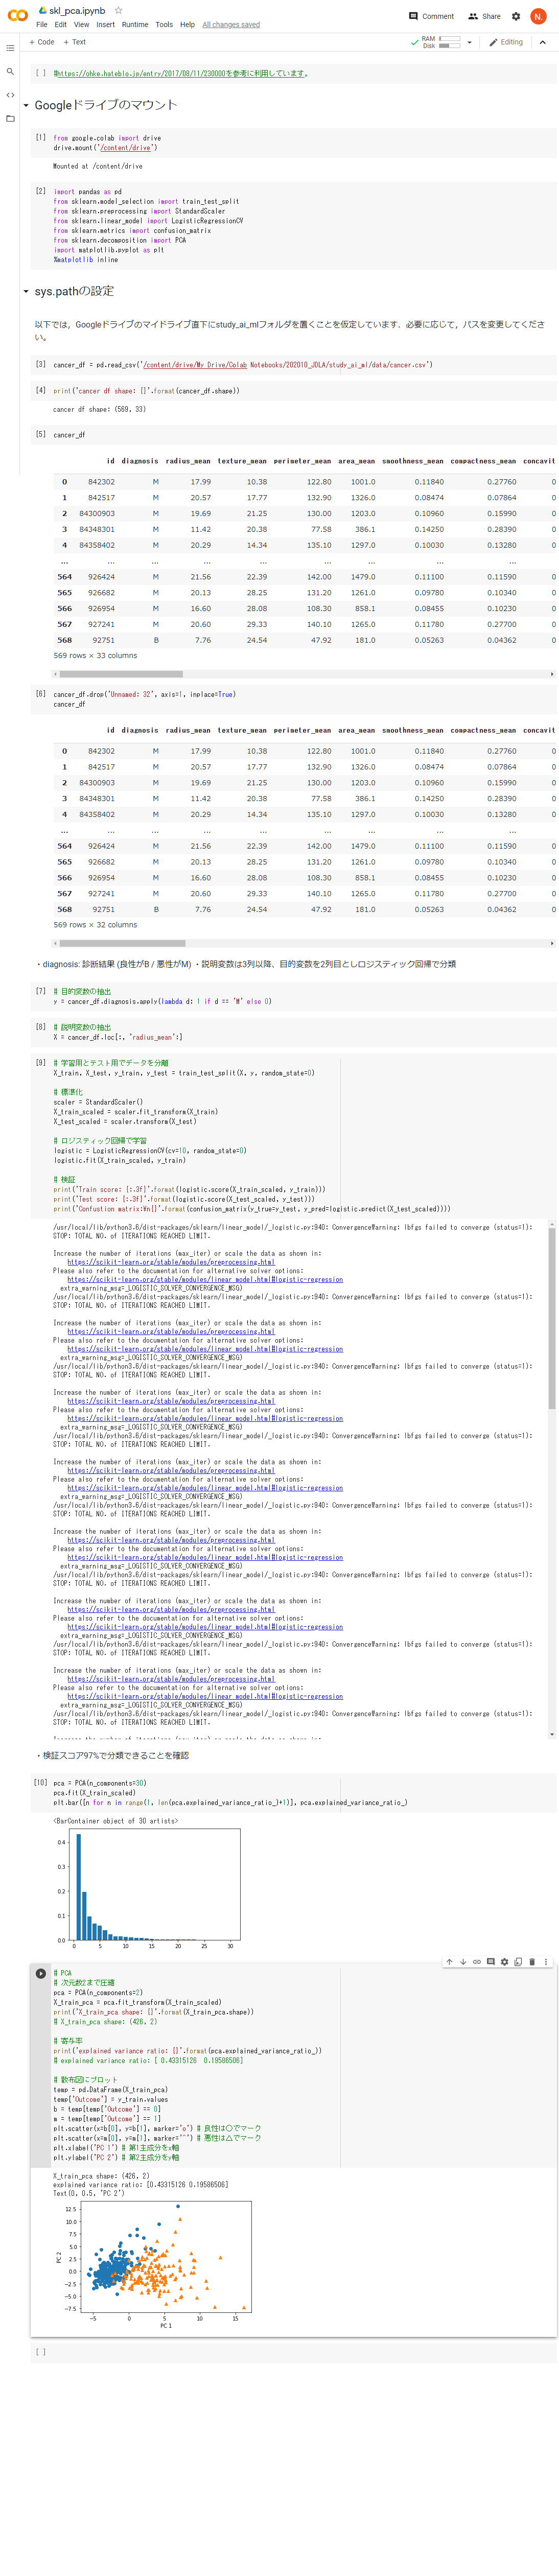 skl_pca.ipynb
File Edit View Insert Runtime Tools Help All changes saved
Comment Share N.
+ Code + Text RAM Disk Editing
[ ] #https://ohke.hateblo.jp/entry/2017/08/11/230000を参考に利用しています。
Googleドライブのマウント
[1] from google.colab import drive
drive.mount('/content/drive')
Mounted at /content/drive
[2] import pandas as pd
from sklearn.model_selection import train_test_split
from sklearn.preprocessing import StandardScaler
from sklearn.linear_model import LogisticRegressionCV
from sklearn.metrics import confusion_matrix
from sklearn.decomposition import PCA
import matplotlib.pyplot as plt
%matplotlib inline
sys.pathの設定
以下では，Googleドライブのマイドライブ直下にstudy_ai_mlフォルダを置くことを仮定しています．必要に応じて，パスを変更してくださ
い。
[3] cancer_df = pd.read_csv('/content/drive/My Drive/Colab Notebooks/202010_JDLA/study_ai_ml/data/cancer.csv')
[4] print('cancer df shape: {}'.format(cancer_df.shape))
cancer df shape: (569, 33)
[5] cancer_df
id diagnosis radius_mean texture_mean perimeter_mean area_mean smoothness_mean compactness_mean concavit
0 842302 M 17.99 10.38 122.80 1001.0 0.11840 0.27760 0
1 842517 M 20.57 17.77 132.90 1326.0 0.08474 0.07864 0
2 84300903 M 19.69 21.25 130.00 1203.0 0.10960 0.15990 0
3 84348301 M 11.42 20.38 77.58 386.1 0.14250 0.28390 0
4 84358402 M 20.29 14.34 135.10 1297.0 0.10030 0.13280 0
... ... ... ... ... ... ... ... ...
564 926424 M 21.56 22.39 142.00 1479.0 0.11100 0.11590 0
565 926682 M 20.13 28.25 131.20 1261.0 0.09780 0.10340 0
566 926954 M 16.60 28.08 108.30 858.1 0.08455 0.10230 0
567 927241 M 20.60 29.33 140.10 1265.0 0.11780 0.27700 0
568 92751 B 7.76 24.54 47.92 181.0 0.05263 0.04362 0
569 rows × 33 columns
[6] cancer_df.drop('Unnamed: 32', axis=1, inplace=True)
cancer_df
id diagnosis radius_mean texture_mean perimeter_mean area_mean smoothness_mean compactness_mean concavit
0 842302 M 17.99 10.38 122.80 1001.0 0.11840 0.27760 0
1 842517 M 20.57 17.77 132.90 1326.0 0.08474 0.07864 0
2 84300903 M 19.69 21.25 130.00 1203.0 0.10960 0.15990 0
3 84348301 M 11.42 20.38 77.58 386.1 0.14250 0.28390 0
4 84358402 M 20.29 14.34 135.10 1297.0 0.10030 0.13280 0
... ... ... ... ... ... ... ... ...
564 926424 M 21.56 22.39 142.00 1479.0 0.11100 0.11590 0
565 926682 M 20.13 28.25 131.20 1261.0 0.09780 0.10340 0
566 926954 M 16.60 28.08 108.30 858.1 0.08455 0.10230 0
567 927241 M 20.60 29.33 140.10 1265.0 0.11780 0.27700 0
568 92751 B 7.76 24.54 47.92 181.0 0.05263 0.04362 0
569 rows × 32 columns
・diagnosis: 診断結果 (良性がB / 悪性がM) ・説明変数は3列以降、目的変数を2列目としロジスティック回帰で分類
[7] # 目的変数の抽出
y = cancer_df.diagnosis.apply(lambda d: 1 if d == 'M' else 0)
[8] # 説明変数の抽出
X = cancer_df.loc[:, 'radius_mean':]
[9] # 学習用とテスト用でデータを分離
X_train, X_test, y_train, y_test = train_test_split(X, y, random_state=0)
# 標準化
scaler = StandardScaler()
X_train_scaled = scaler.fit_transform(X_train)
X_test_scaled = scaler.transform(X_test)
# ロジスティック回帰で学習
logistic = LogisticRegressionCV(cv=10, random_state=0)
logistic.fit(X_train_scaled, y_train)
# 検証
print('Train score: {:.3f}'.format(logistic.score(X_train_scaled, y_train)))
print('Test score: {:.3f}'.format(logistic.score(X_test_scaled, y_test)))
print('Confustion matrix:¥n{}'.format(confusion_matrix(y_true=y_test, y_pred=logistic.predict(X_test_scaled))))
/usr/local/lib/python3.6/dist-packages/sklearn/linear_model/_logistic.py:940: ConvergenceWarning: lbfgs failed to converge (status=1):
STOP: TOTAL NO. of ITERATIONS REACHED LIMIT.
Increase the number of iterations (max_iter) or scale the data as shown in:
https://scikit-learn.org/stable/modules/preprocessing.html
Please also refer to the documentation for alternative solver options:
https://scikit-learn.org/stable/modules/linear_model.html#logistic-regression
extra_warning_msg=_LOGISTIC_SOLVER_CONVERGENCE_MSG)
/usr/local/lib/python3.6/dist-packages/sklearn/linear_model/_logistic.py:940: ConvergenceWarning: lbfgs failed to converge (status=1):
STOP: TOTAL NO. of ITERATIONS REACHED LIMIT.
Increase the number of iterations (max_iter) or scale the data as shown in:
https://scikit-learn.org/stable/modules/preprocessing.html
Please also refer to the documentation for alternative solver options:
https://scikit-learn.org/stable/modules/linear_model.html#logistic-regression
extra_warning_msg=_LOGISTIC_SOLVER_CONVERGENCE_MSG)
/usr/local/lib/python3.6/dist-packages/sklearn/linear_model/_logistic.py:940: ConvergenceWarning: lbfgs failed to converge (status=1):
STOP: TOTAL NO. of ITERATIONS REACHED LIMIT.
Increase the number of iterations (max_iter) or scale the data as shown in:
https://scikit-learn.org/stable/modules/preprocessing.html
Please also refer to the documentation for alternative solver options:
https://scikit-learn.org/stable/modules/linear_model.html#logistic-regression
extra_warning_msg=_LOGISTIC_SOLVER_CONVERGENCE_MSG)
/usr/local/lib/python3.6/dist-packages/sklearn/linear_model/_logistic.py:940: ConvergenceWarning: lbfgs failed to converge (status=1):
STOP: TOTAL NO. of ITERATIONS REACHED LIMIT.
Increase the number of iterations (max_iter) or scale the data as shown in:
https://scikit-learn.org/stable/modules/preprocessing.html
Please also refer to the documentation for alternative solver options:
https://scikit-learn.org/stable/modules/linear_model.html#logistic-regression
extra_warning_msg=_LOGISTIC_SOLVER_CONVERGENCE_MSG)
/usr/local/lib/python3.6/dist-packages/sklearn/linear_model/_logistic.py:940: ConvergenceWarning: lbfgs failed to converge (status=1):
STOP: TOTAL NO. of ITERATIONS REACHED LIMIT.
Increase the number of iterations (max_iter) or scale the data as shown in:
https://scikit-learn.org/stable/modules/preprocessing.html
Please also refer to the documentation for alternative solver options:
https://scikit-learn.org/stable/modules/linear_model.html#logistic-regression
extra_warning_msg=_LOGISTIC_SOLVER_CONVERGENCE_MSG)
/usr/local/lib/python3.6/dist-packages/sklearn/linear_model/_logistic.py:940: ConvergenceWarning: lbfgs failed to converge (status=1):
STOP: TOTAL NO. of ITERATIONS REACHED LIMIT.
Increase the number of iterations (max_iter) or scale the data as shown in:
https://scikit-learn.org/stable/modules/preprocessing.html
Please also refer to the documentation for alternative solver options:
https://scikit-learn.org/stable/modules/linear_model.html#logistic-regression
extra_warning_msg=_LOGISTIC_SOLVER_CONVERGENCE_MSG)
/usr/local/lib/python3.6/dist-packages/sklearn/linear_model/_logistic.py:940: ConvergenceWarning: lbfgs failed to converge (status=1):
STOP: TOTAL NO. of ITERATIONS REACHED LIMIT.
Increase the number of iterations (max_iter) or scale the data as shown in:
https://scikit-learn.org/stable/modules/preprocessing.html
Please also refer to the documentation for alternative solver options:
https://scikit-learn.org/stable/modules/linear_model.html#logistic-regression
extra_warning_msg=_LOGISTIC_SOLVER_CONVERGENCE_MSG)
/usr/local/lib/python3.6/dist-packages/sklearn/linear_model/_logistic.py:940: ConvergenceWarning: lbfgs failed to converge (status=1):
STOP: TOTAL NO. of ITERATIONS REACHED LIMIT.
Increase the number of iterations (max_iter) or scale the data as shown in:
・検証スコア97%で分類できることを確認
[10] pca = PCA(n_components=30)
pca.fit(X_train_scaled)
plt.bar([n for n in range(1, len(pca.explained_variance_ratio_)+1)], pca.explained_variance_ratio_)
<BarContainer object of 30 artists>
0.4
0.3
0.2
0.1
0.0
0 5 10 15 20 25 30
# PCA
# 次元数2まで圧縮
pca = PCA(n_components=2)
X_train_pca = pca.fit_transform(X_train_scaled)
print('X_train_pca shape: {}'.format(X_train_pca.shape))
# X_train_pca shape: (426, 2)
# 寄与率
print('explained variance ratio: {}'.format(pca.explained_variance_ratio_))
# explained variance ratio: [ 0.43315126  0.19586506]
# 散布図にプロット
temp = pd.DataFrame(X_train_pca)
temp['Outcome'] = y_train.values
b = temp[temp['Outcome'] == 0]
m = temp[temp['Outcome'] == 1]
plt.scatter(x=b[0], y=b[1], marker='o') # 良性は○でマーク
plt.scatter(x=m[0], y=m[1], marker='^') # 悪性は△でマーク
plt.xlabel('PC 1') # 第1主成分をx軸
plt.ylabel('PC 2') # 第2主成分をy軸
X_train_pca shape: (426, 2)
explained variance ratio: [0.43315126 0.19586506]
Text(0, 0.5, 'PC 2')
12.5
10.0
7.5
5.0
2.5
0.0
−2.5
−5.0
−7.5
PC 2
−5 0 5 10 15
PC 1
[ ]